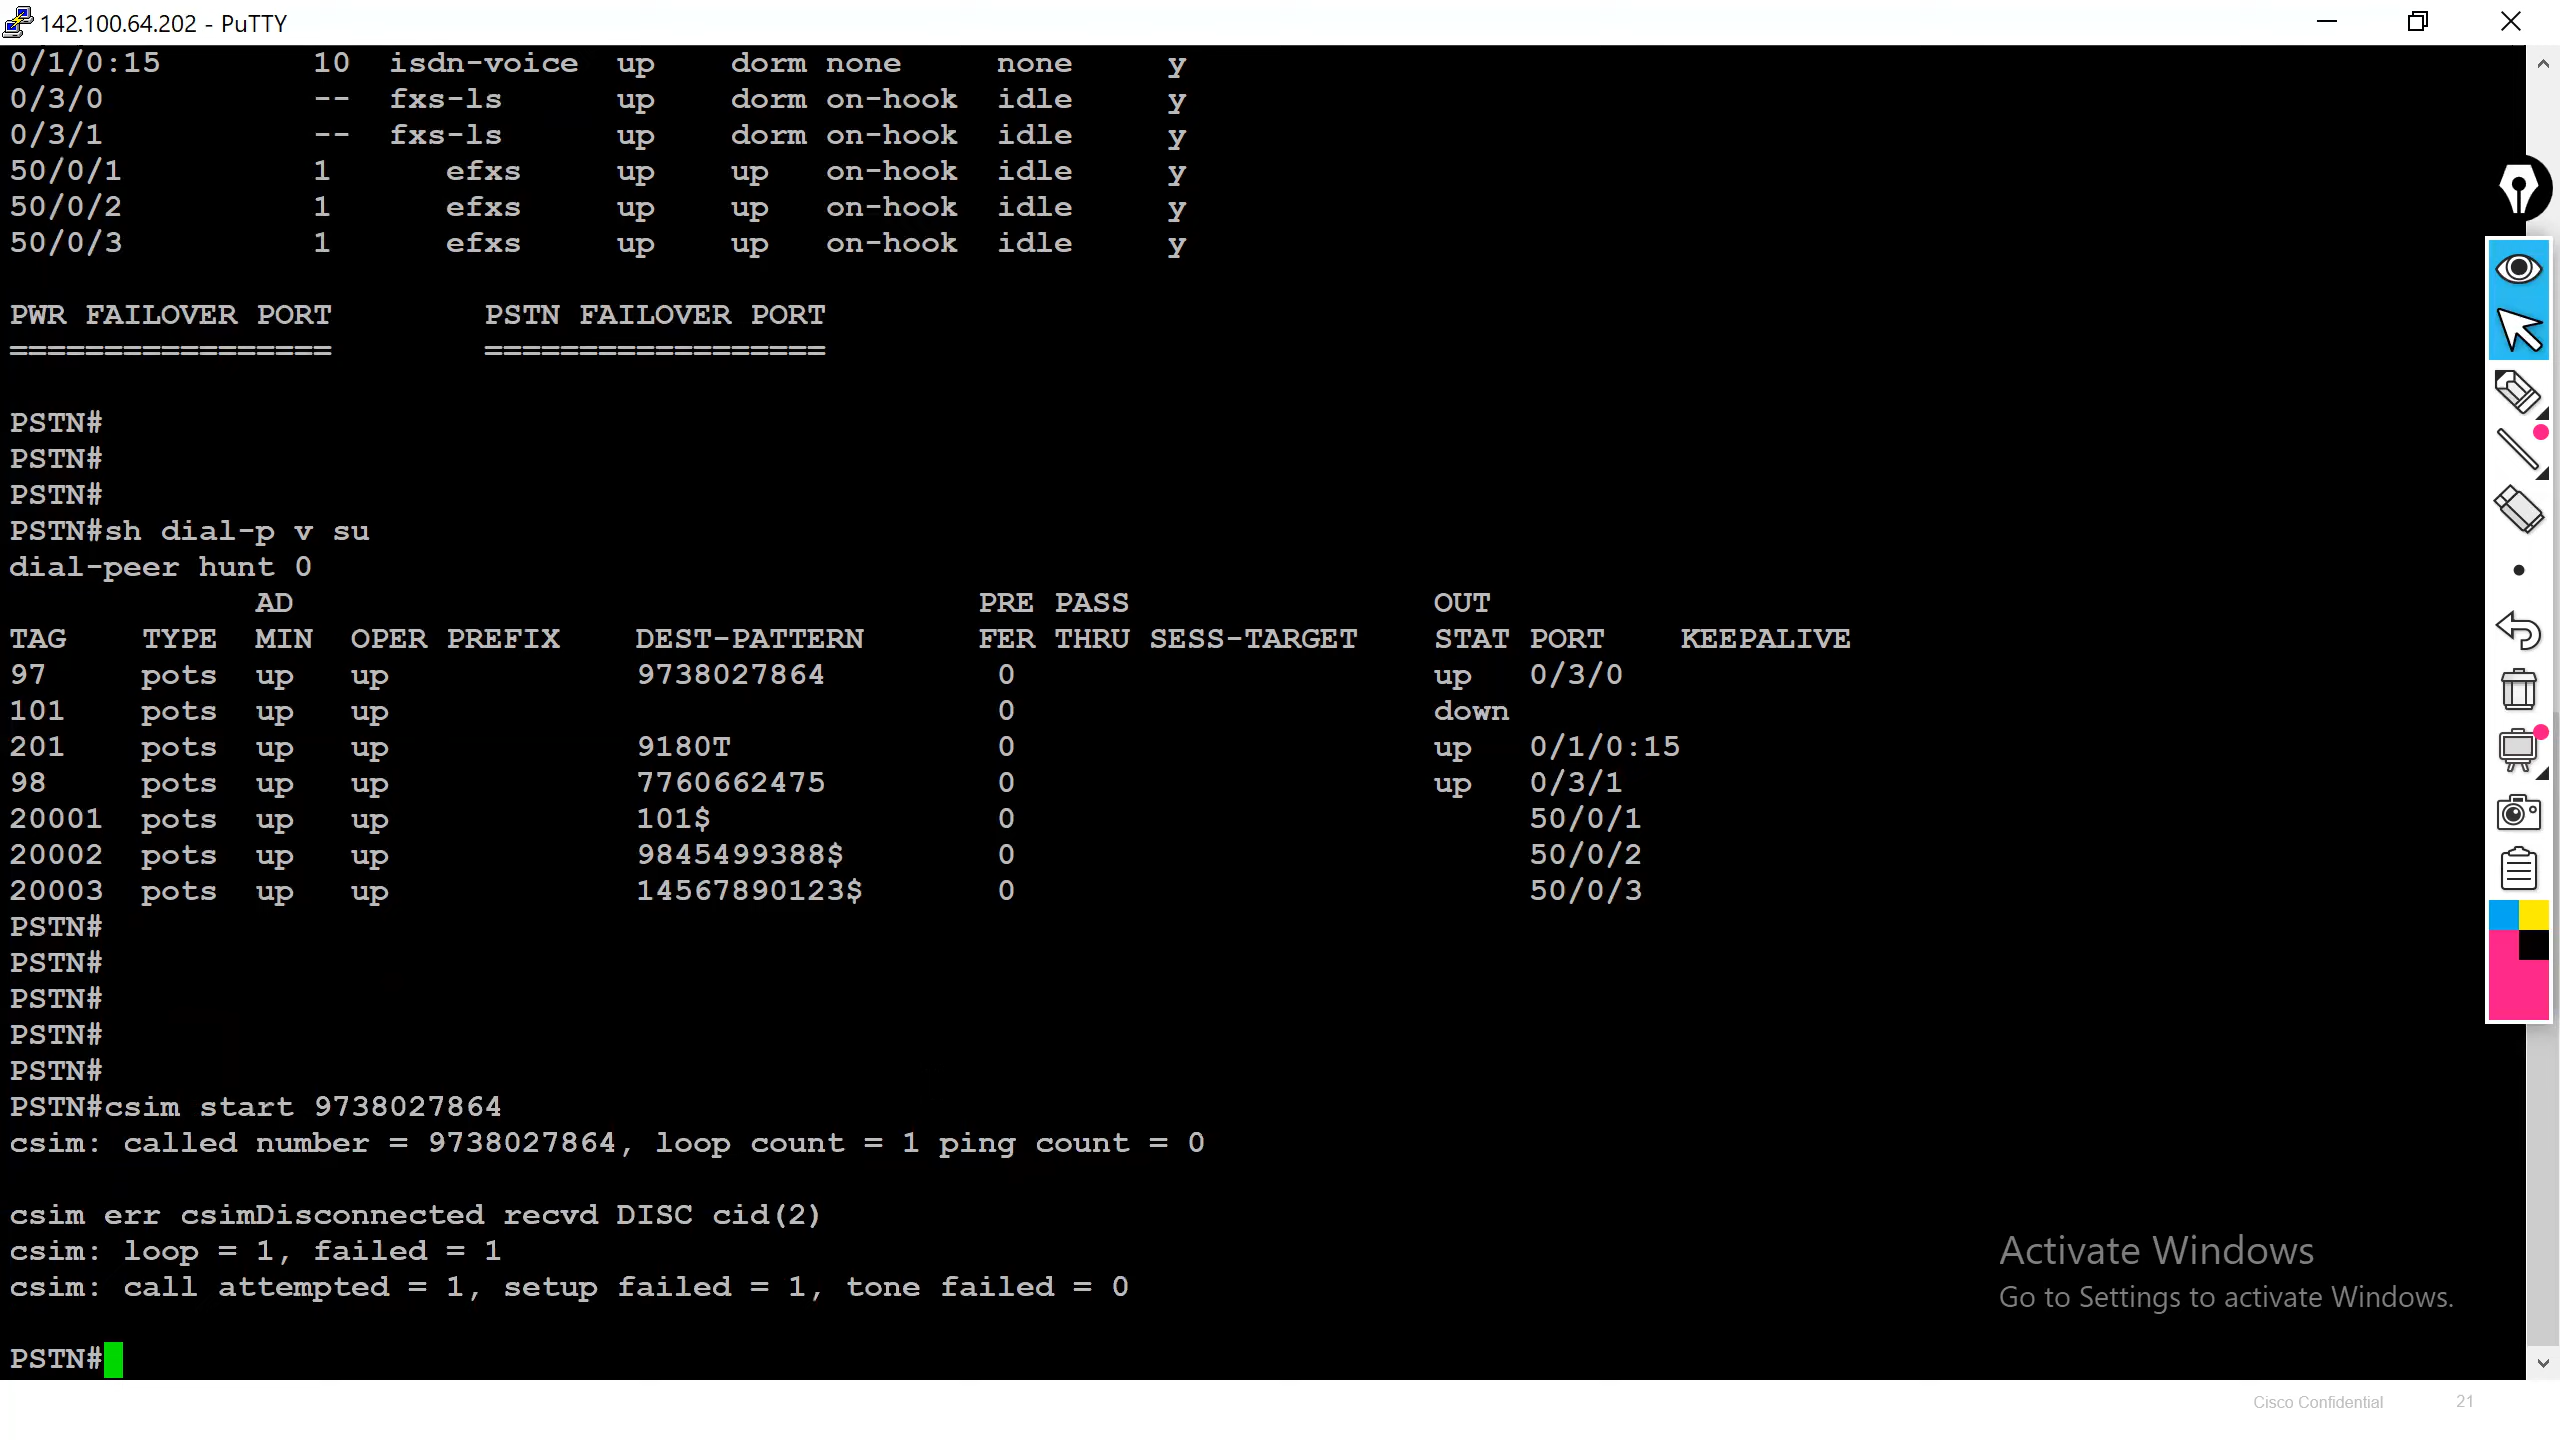 142.100.64.202 - PuTTY
0/1/0:15 10 isdn-voice up dorm none none y
0/3/0 -- fxs-ls up dorm on-hook idle y
0/3/1 -- fxs-ls up dorm on-hook idle y
50/0/1 1 efxs up up on-hook idle y
50/0/2 1 efxs up up on-hook idle y
50/0/3 1 efxs up up on-hook idle y
PWR FAILOVER PORT PSTN FAILOVER PORT
================= ==================
PSTN#
PSTN#
PSTN#
PSTN#sh dial-p v su
dial-peer hunt 0
AD PRE PASS OUT
TAG TYPE MIN OPER PREFIX DEST-PATTERN FER THRU SESS-TARGET STAT PORT KEEPALIVE
97 pots up up 9738027864 0 up 0/3/0
101 pots up up 0 down
201 pots up up 9180T 0 up 0/1/0:15
98 pots up up 7760662475 0 up 0/3/1
20001 pots up up 101$ 0 50/0/1
20002 pots up up 9845499388$ 0 50/0/2
20003 pots up up 14567890123$ 0 50/0/3
PSTN#
PSTN#
PSTN#
PSTN#
PSTN#
PSTN#csim start 9738027864
csim: called number = 9738027864, loop count = 1 ping count = 0
csim err csimDisconnected recvd DISC cid(2)
csim: loop = 1, failed = 1
csim: call attempted = 1, setup failed = 1, tone failed = 0
PSTN#
Activate Windows
Go to Settings to activate Windows.
Cisco Confidential 21